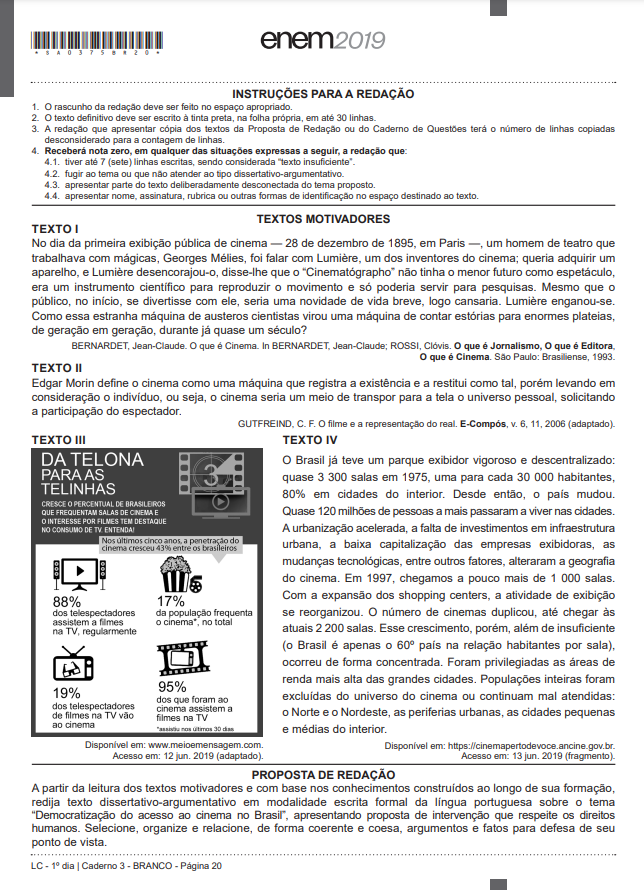 * S A 0 3 7 5 B R 2 0 *
enem2019
INSTRUÇÕES PARA A REDAÇÃO
1. O rascunho da redação deve ser feito no espaço apropriado.
2. O texto definitivo deve ser escrito à tinta preta, na folha própria, em até 30 linhas.
3. A redação que apresentar cópia dos textos da Proposta de Redação ou do Caderno de Questões terá o número de linhas copiadas
desconsiderado para a contagem de linhas.
4. Receberá nota zero, em qualquer das situações expressas a seguir, a redação que:
4.1. tiver até 7 (sete) linhas escritas, sendo considerada “texto insuficiente”.
4.2. fugir ao tema ou que não atender ao tipo dissertativo-argumentativo.
4.3. apresentar parte do texto deliberadamente desconectada do tema proposto.
4.4. apresentar nome, assinatura, rubrica ou outras formas de identificação no espaço destinado ao texto.
TEXTOS MOTIVADORES
TEXTO I
No dia da primeira exibição pública de cinema — 28 de dezembro de 1895, em Paris —, um homem de teatro que
trabalhava com mágicas, Georges Mélies, foi falar com Lumière, um dos inventores do cinema; queria adquirir um
aparelho, e Lumière desencorajou-o, disse-lhe que o “Cinematógrapho” não tinha o menor futuro como espetáculo,
era um instrumento científico para reproduzir o movimento e só poderia servir para pesquisas. Mesmo que o
público, no início, se divertisse com ele, seria uma novidade de vida breve, logo cansaria. Lumière enganou-se.
Como essa estranha máquina de austeros cientistas virou uma máquina de contar estórias para enormes plateias,
de geração em geração, durante já quase um século?
BERNARDET, Jean-Claude. O que é Cinema. In BERNARDET, Jean-Claude; ROSSI, Clóvis. O que é Jornalismo, O que é Editora,
O que é Cinema. São Paulo: Brasiliense, 1993.
TEXTO II
Edgar Morin define o cinema como uma máquina que registra a existência e a restitui como tal, porém levando em
consideração o indivíduo, ou seja, o cinema seria um meio de transpor para a tela o universo pessoal, solicitando
a participação do espectador.
GUTFREIND, C. F. O filme e a representação do real. E-Compós, v. 6, 11, 2006 (adaptado).
TEXTO III
DA TELONA
PARA AS
TELINHAS
CRESCE O PERCENTUAL DE BRASILEIROS
QUE FREQUENTAM SALAS DE CINEMA E
O INTERESSE POR FILMES TEM DESTAQUE
NO CONSUMO DE TV. ENTENDA!
3
Nos últimos cinco anos, a penetração do
cinema cresceu 43% entre os brasileiros
88%
dos telespectadores
assistem a filmes
na TV, regularmente
17%
da população frequenta
o cinema*, no total
19%
dos telespectadores
de filmes na TV vão
ao cinema
95%
dos que foram ao
cinema assistem a
filmes na TV
*assistiu nos últimos 30 dias
Disponível em: www.meioemensagem.com.
Acesso em: 12 jun. 2019 (adaptado).
TEXTO IV
O Brasil já teve um parque exibidor vigoroso e descentralizado:
quase 3 300 salas em 1975, uma para cada 30 000 habitantes,
80% em cidades do interior. Desde então, o país mudou.
Quase 120 milhões de pessoas a mais passaram a viver nas cidades.
A urbanização acelerada, a falta de investimentos em infraestrutura
urbana, a baixa capitalização das empresas exibidoras, as
mudanças tecnológicas, entre outros fatores, alteraram a geografia
do cinema. Em 1997, chegamos a pouco mais de 1 000 salas.
Com a expansão dos shopping centers, a atividade de exibição
se reorganizou. O número de cinemas duplicou, até chegar às
atuais 2 200 salas. Esse crescimento, porém, além de insuficiente
(o Brasil é apenas o 60º país na relação habitantes por sala),
ocorreu de forma concentrada. Foram privilegiadas as áreas de
renda mais alta das grandes cidades. Populações inteiras foram
excluídas do universo do cinema ou continuam mal atendidas:
o Norte e o Nordeste, as periferias urbanas, as cidades pequenas
e médias do interior.
Disponível em: https://cinemapertodevoce.ancine.gov.br.
Acesso em: 13 jun. 2019 (fragmento).
PROPOSTA DE REDAÇÃO
A partir da leitura dos textos motivadores e com base nos conhecimentos construídos ao longo de sua formação,
redija texto dissertativo-argumentativo em modalidade escrita formal da língua portuguesa sobre o tema
“Democratização do acesso ao cinema no Brasil”, apresentando proposta de intervenção que respeite os direitos
humanos. Selecione, organize e relacione, de forma coerente e coesa, argumentos e fatos para defesa de seu
ponto de vista.
LC - 1º dia | Caderno 3 - BRANCO - Página 20